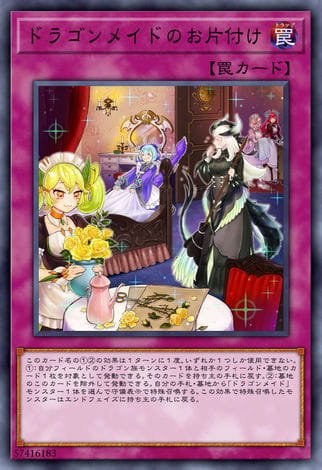 ドラゴンメイドのお片付け
トラップ
罠
【罠カード】
このカード名の①②の効果は１ターンに１度、いずれか１つしか使用できない。
①：自分フィールドのドラゴン族モンスター１体と相手のフィールド・墓地のカ
ード１枚を対象として発動できる。そのカードを持ち主の手札に戻す。②：墓地
のこのカードを除外して発動できる。自分の手札・墓地から「ドラゴンメイド」
モンスター１体を選んで守備表示で特殊召喚する。この効果で特殊召喚したモ
ンスターはエンドフェイズに持ち主の手札に戻る。
57416183